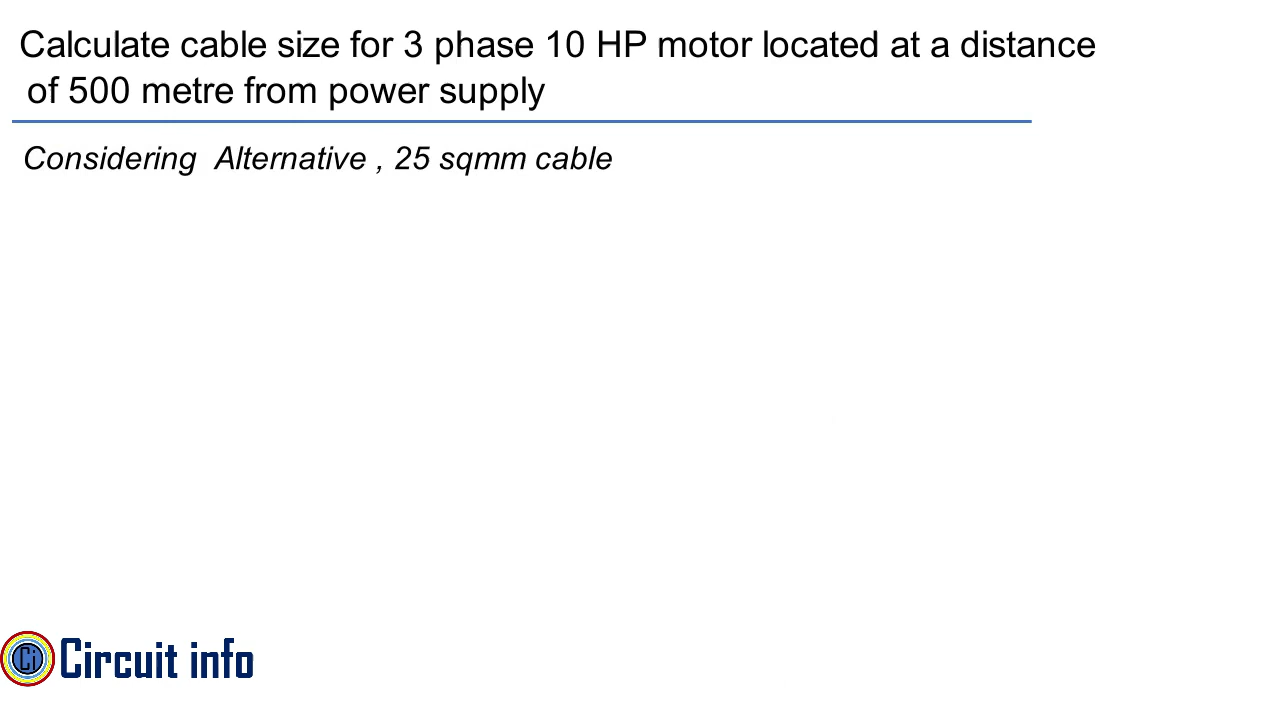 Calculate cable size for 3 phase 10 HP motor located at a distance
of 500 metre from power supply
Considering Alternative , 25 sqmm cable
Ci Circuit info